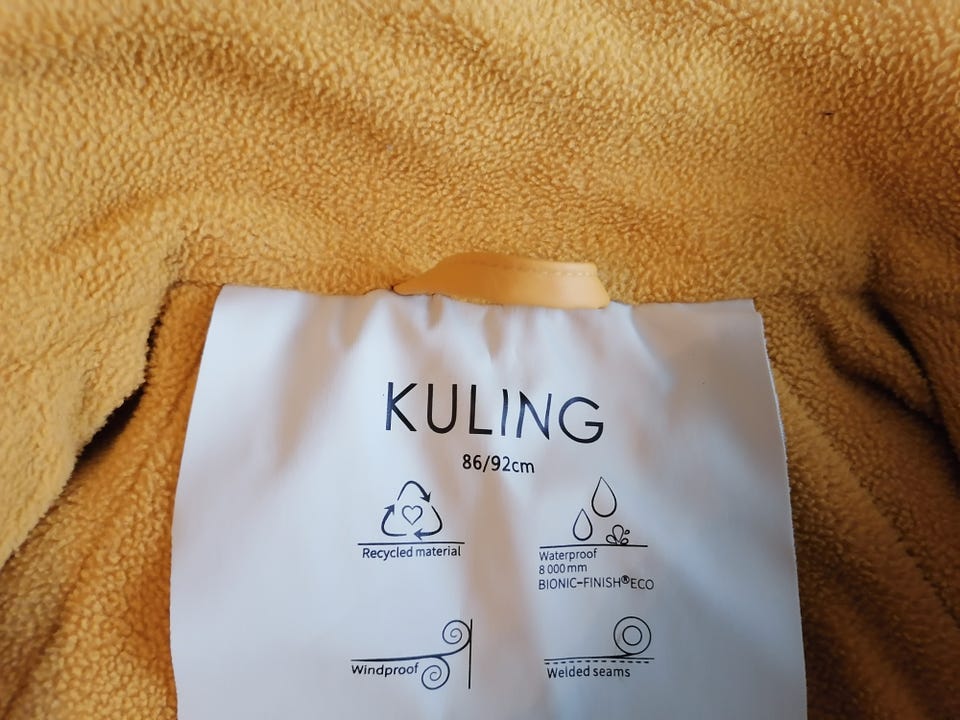 KULING
86/92cm
Recycled material
Waterproof
8 000 mm
BIONIC-FINISH®ECO
Windproof
Welded seams